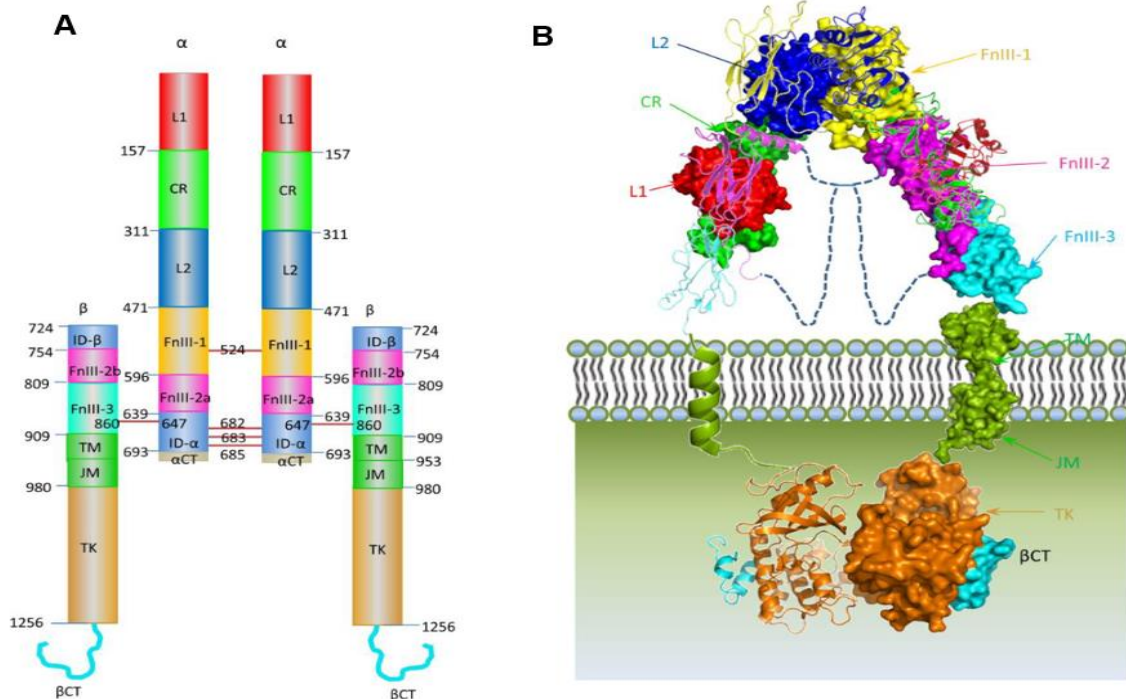 A
B
α
α
L1
L1
157
157
CR
CR
311
311
L2
L2
471
471
β
β
724
724
ID-β
ID-β
FnIII-1
524
FnIII-1
754
754
FnIII-2b
FnIII-2b
596
596
809
809
FnIII-2a
FnIII-2a
FnIII-3
FnIII-3
639
639
860
647
682
647
860
909
683
909
ID-α
ID-α
TM
693
685
693
TM
953
αCT
αCT
JM
JM
980
980
TK
TK
1256
1256
βCT
βCT
L2
FnIII-1
CR
FnIII-2
L1
FnIII-3
TM
JM
TK
βCT